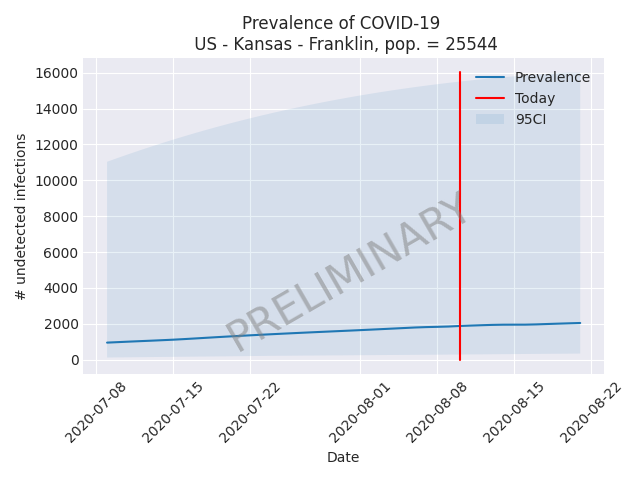 Prevalence of COVID-19
US - Kansas - Franklin, pop. = 25544
16000
14000
12000
10000
8000
6000
4000
2000
0
# undetected infections
Prevalence
Today
95CI
PRELIMINARY
2020-07-08
2020-07-15
2020-07-22
2020-08-01
2020-08-08
2020-08-15
2020-08-22
Date